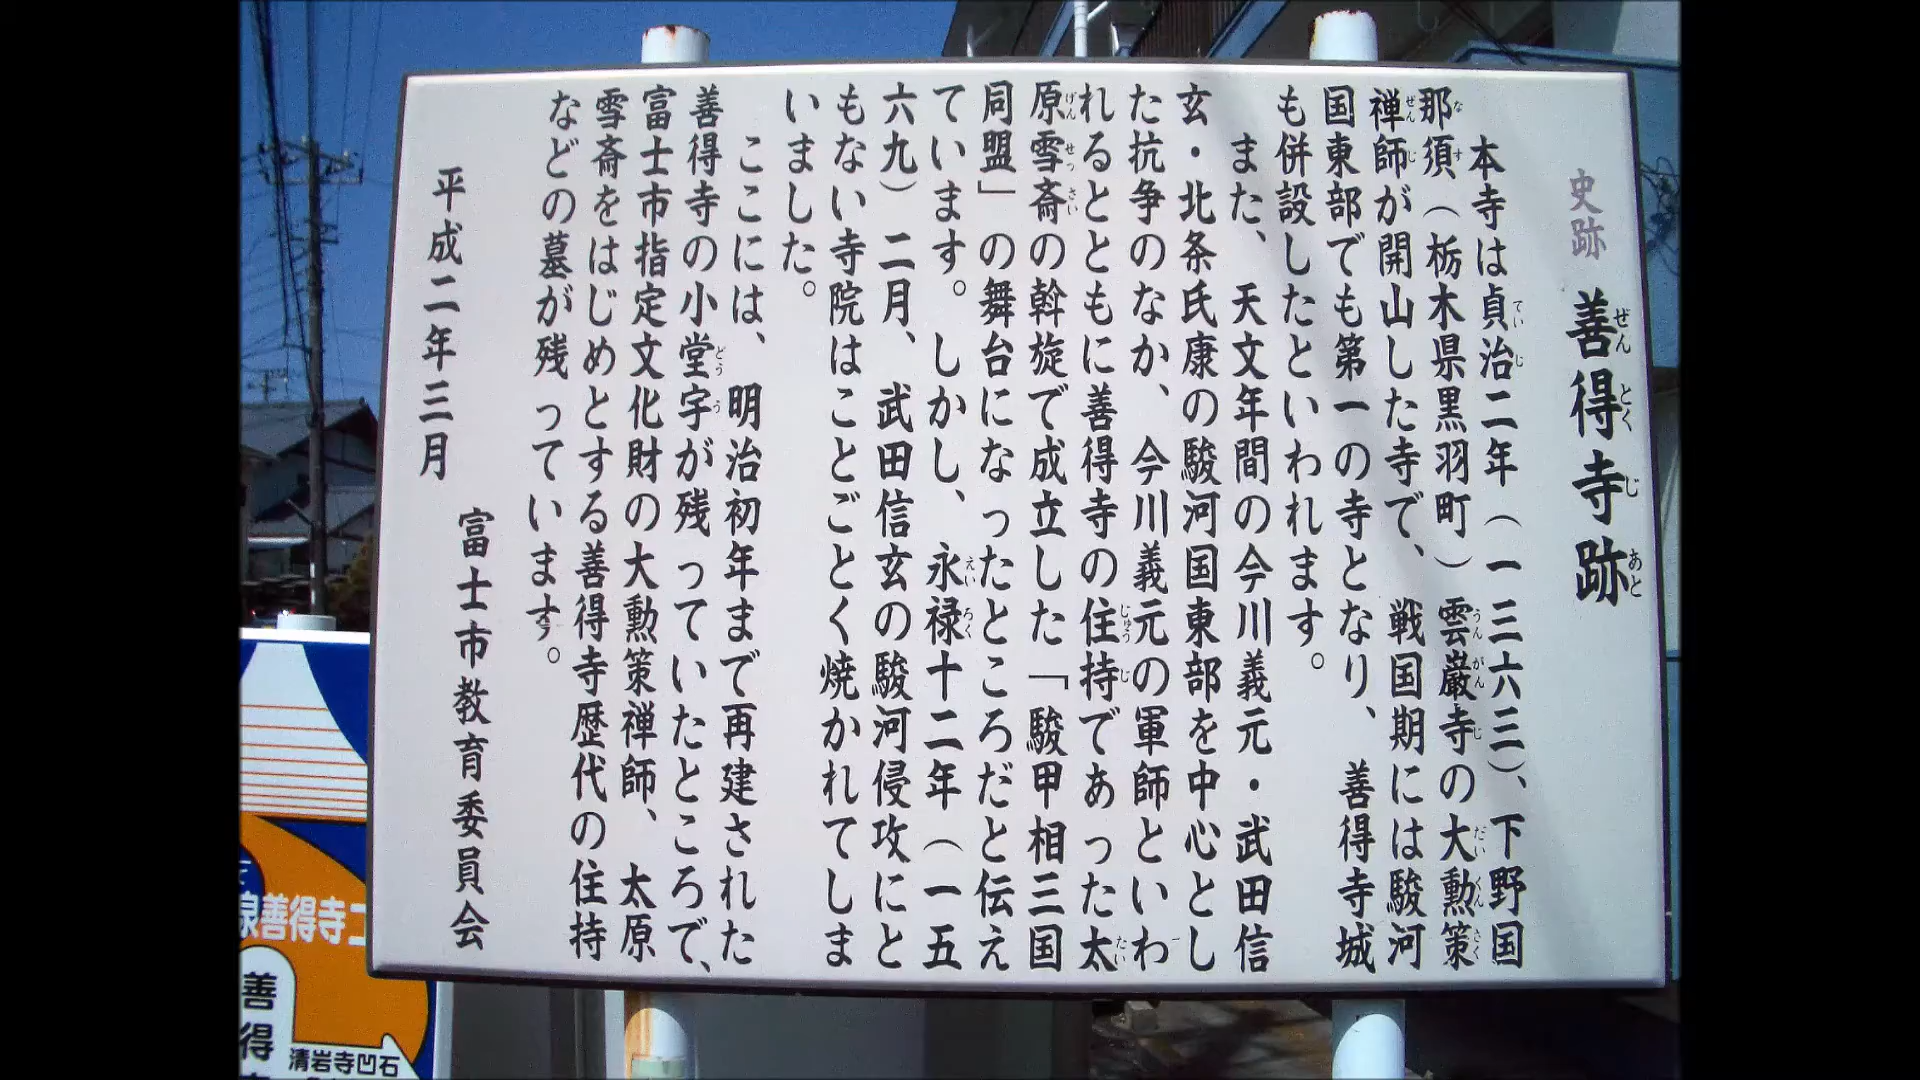 史跡 善得寺跡
本寺は貞治二年(一三六三)、下野国
那須(栃木県黒羽町)雲巌寺の大勲策
禅師が開山した寺で、戦国期には駿河
国東部でも第一の寺となり、善得寺城
も併設したといわれます。
また、天文年間の今川義元・武田信
玄・北条氏康の駿河国東部を中心とし
た抗争のなか、今川義元の軍師といわ
れるとともに善得寺の住持であった太
原雪斎の斡旋で成立した「駿甲相三国
同盟」の舞台になったところだと伝え
ています。しかし、永禄十二年(一五
六九)二月、武田信玄の駿河侵攻にと
もない寺院はことごとく焼かれてしま
いました。
ここには、明治初年まで再建された
善得寺の小堂字が残っていたところで、
富士市指定文化財の大勲策禅師、太原
雪斎をはじめとする善得寺歴代の住持
などの墓が残っています。
平成二年三月
富士市教育委員会
泉善得寺
善得
清岩寺凹石